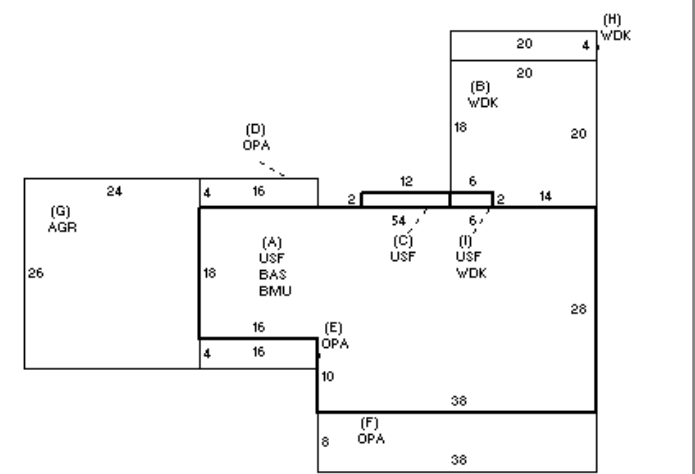 (H)
WDK
20
4
20
(B)
WDK
18
20
(D)
OPA
12
6
24
4
16
2
2
14
(G)
AGR
54
6
(A)
USF
BAS
BMU
(C)
USF
(I)
USF
WDK
26
18
28
16
(E)
OPA
4
16
10
38
(F)
OPA
8
38